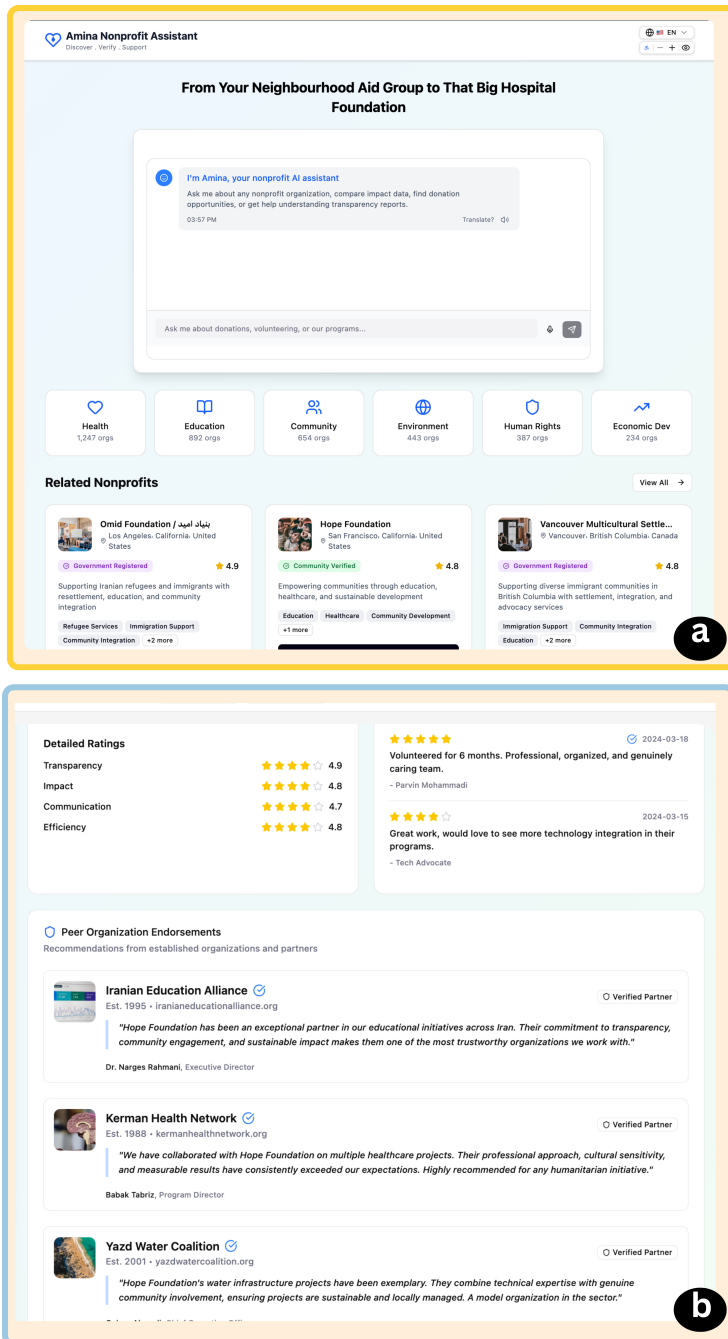 Amina Nonprofit Assistant
Discover . Verify . Support
EN
From Your Neighbourhood Aid Group to That Big Hospital
Foundation
I'm Amina, your nonprofit AI assistant
Ask me about any nonprofit organization, compare impact data, find donation
opportunities, or get help understanding transparency reports.
03:57 PM Translate?
Ask me about donations, volunteering, or our programs...
Health
1,247 orgs
Education
892 orgs
Community
654 orgs
Environment
443 orgs
Human Rights
387 orgs
Economic Dev
234 orgs
Related Nonprofits
View All →
Omid Foundation / بنیاد امید
Los Angeles، California، United
States
Government Registered 4.9
Supporting Iranian refugees and immigrants with
resettlement, education, and community
integration
Refugee Services Immigration Support
Community Integration +2 more
Hope Foundation
San Francisco، California، United
States
Community Verified 4.8
Empowering communities through education,
healthcare, and sustainable development
Education Healthcare Community Development
+1 more
Vancouver Multicultural Settle...
Vancouver، British Columbia، Canada
Government Registered 4.8
Supporting diverse immigrant communities in
British Columbia with settlement, integration, and
advocacy services
Immigration Support Community Integration
Education +2 more
a
Detailed Ratings
Transparency 4.9
Impact 4.8
Communication 4.7
Efficiency 4.8
2024-03-18
Volunteered for 6 months. Professional, organized, and genuinely
caring team.
- Parvin Mohammadi
2024-03-15
Great work, would love to see more technology integration in their
programs.
- Tech Advocate
Peer Organization Endorsements
Recommendations from established organizations and partners
Iranian Education Alliance
Verified Partner
Est. 1995 • iranianeducationalliance.org
"Hope Foundation has been an exceptional partner in our educational initiatives across Iran. Their commitment to transparency,
community engagement, and sustainable impact makes them one of the most trustworthy organizations we work with."
Dr. Narges Rahmani, Executive Director
Kerman Health Network
Verified Partner
Est. 1988 • kermanhealthnetwork.org
"We have collaborated with Hope Foundation on multiple healthcare projects. Their professional approach, cultural sensitivity,
and measurable results have consistently exceeded our expectations. Highly recommended for any humanitarian initiative."
Babak Tabriz, Program Director
Yazd Water Coalition
Verified Partner
Est. 2001 • yazdwatercoalition.org
"Hope Foundation's water infrastructure projects have been exemplary. They combine technical expertise with genuine
community involvement, ensuring projects are sustainable and locally managed. A model organization in the sector."
b